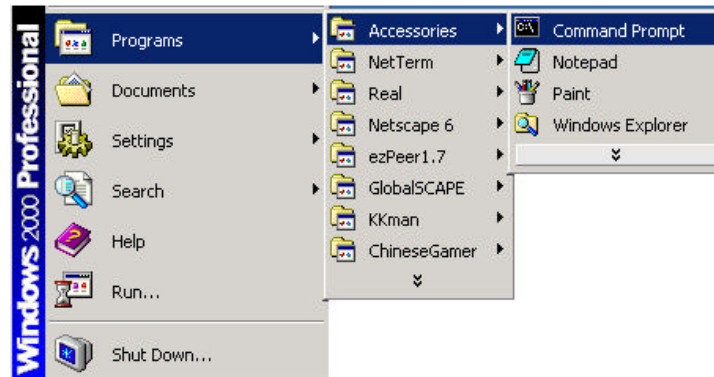 Windows 2000 Professional
Programs
Documents
Settings
Search
Help
Run...
Shut Down...
Accessories
NetTerm
Real
Netscape 6
ezPeer1.7
GlobalSCAPE
KKman
ChineseGamer
Command Prompt
Notepad
Paint
Windows Explorer